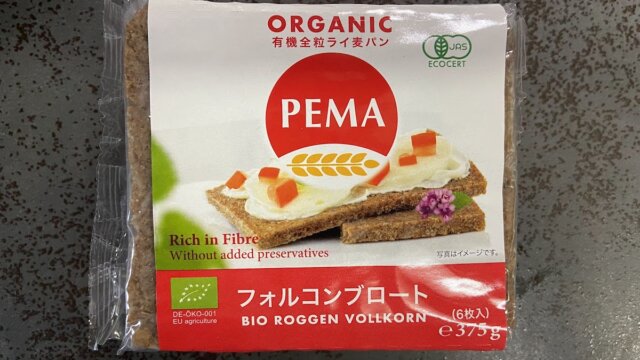 ORGANIC
有機全粒ライ麦パン
JAS
ECOCERT
PEMA
Rich in Fibre
Without added preservatives
写真はイメージです。
DE-ÖKO-001
EU agriculture
フォルコンブロート
(6枚入)
BIO ROGGEN VOLLKORN
℮375g